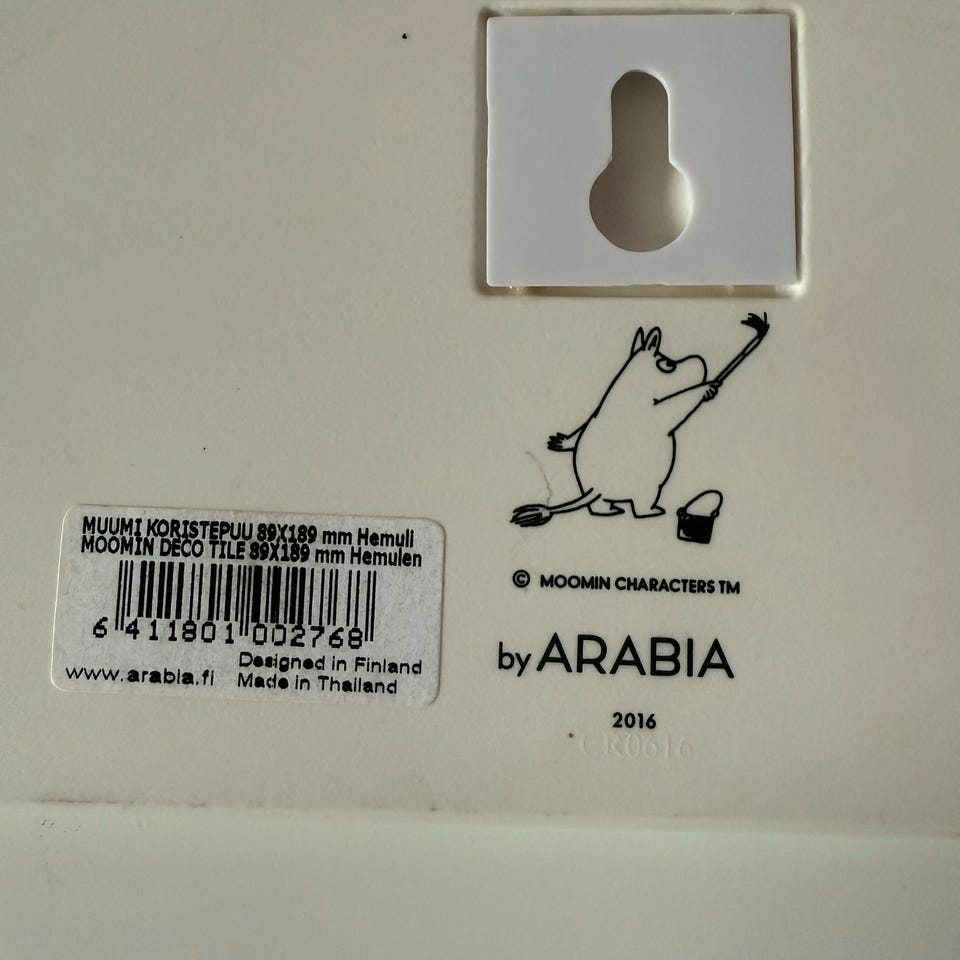 MUUMI KORISTEPUU 89X189 mm Hemuli
MOOMIN DECO TILE 89X189 mm Hemulen
6 411801 002768
www.arabia.fi
Designed in Finland
Made in Thailand
© MOOMIN CHARACTERS TM
by ARABIA
2016
CR0616